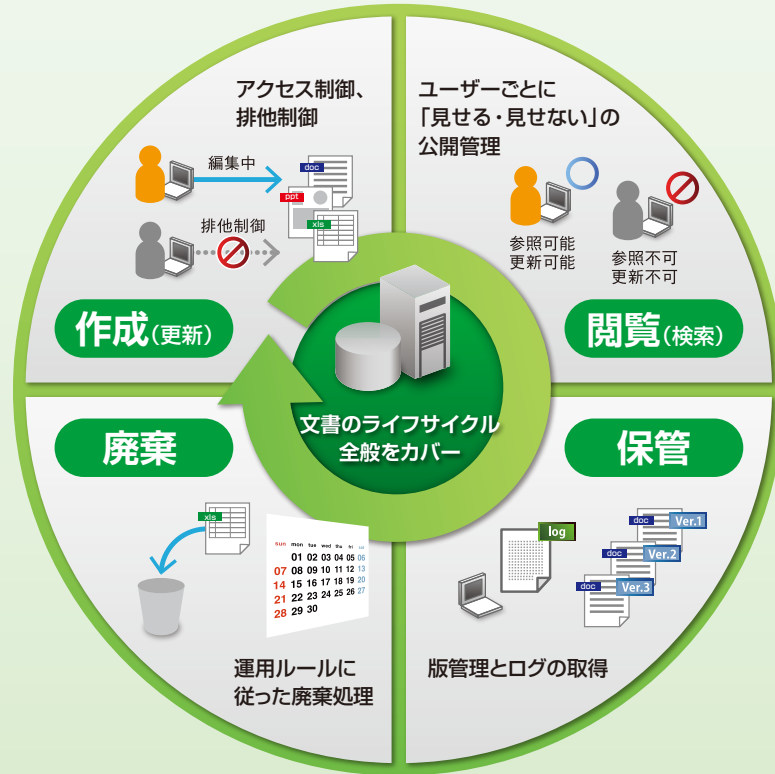 アクセス制御、
排他制御
編集中
doc
ppt
xls
排他制御
作成(更新)
ユーザーごとに
「見せる・見せない」の
公開管理
参照可能
更新可能
参照不可
更新不可
閲覧(検索)
文書のライフサイクル
全般をカバー
廃棄
xls
sun mon tue wed thu fri sat
01 02 03 04 05 06
07 08 09 10 11 12 13
14 15 16 17 18 19 20
21 22 23 24 25 26 27
28 29 30
運用ルールに
従った廃棄処理
保管
log
doc Ver.1
doc Ver.2
doc Ver.3
版管理とログの取得